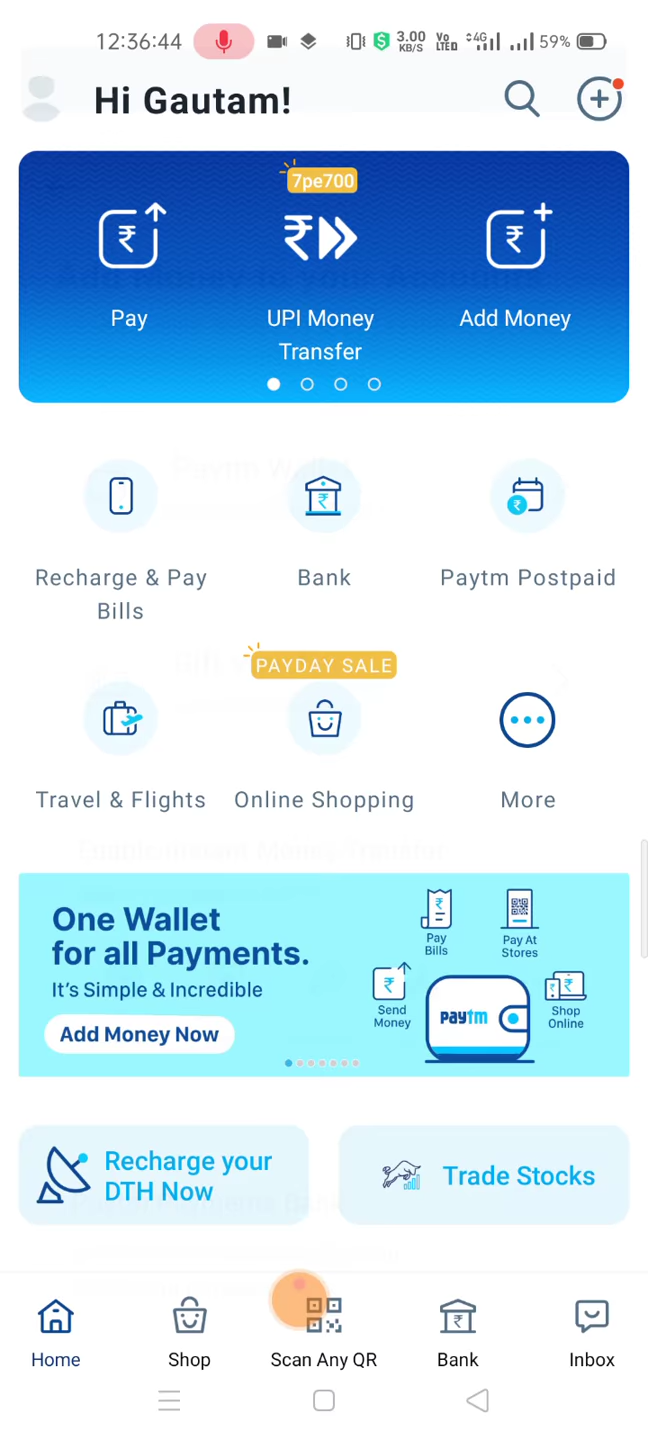 12:36:44 3.00 KB/S Vo LTED 4G 59%
Hi Gautam!
7pe700
Pay
UPI Money Transfer
Add Money
Recharge & Pay Bills
Bank
Paytm Postpaid
PAYDAY SALE
Travel & Flights
Online Shopping
More
One Wallet
for all Payments.
It's Simple & Incredible
Add Money Now
Pay Bills
Pay At Stores
Send Money
paytm
Shop Online
Recharge your
DTH Now
Trade Stocks
Home
Shop
Scan Any QR
Bank
Inbox